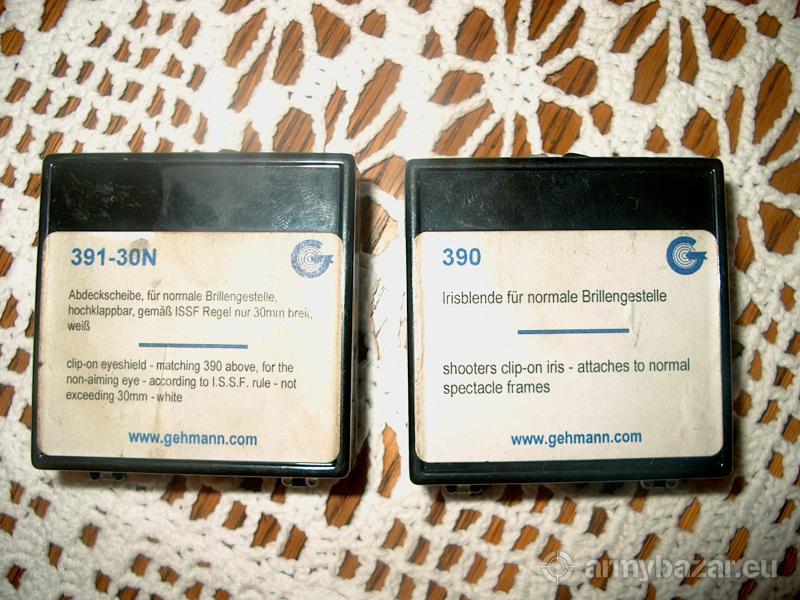 391-30N
Abdeckscheibe, für normale Brillengestelle,
hochklappbar, gemäß ISSF Regel nur 30mm breit,
weiß
clip-on eyeshield - matching 390 above, for the
non-aiming eye - according to I.S.S.F. rule - not
exceeding 30mm - white
www.gehmann.com
390
G
Irisblende für normale Brillengestelle
shooters clip-on iris - attaches to normal
spectacle frames
www.gehmann.com
armybazar.eu